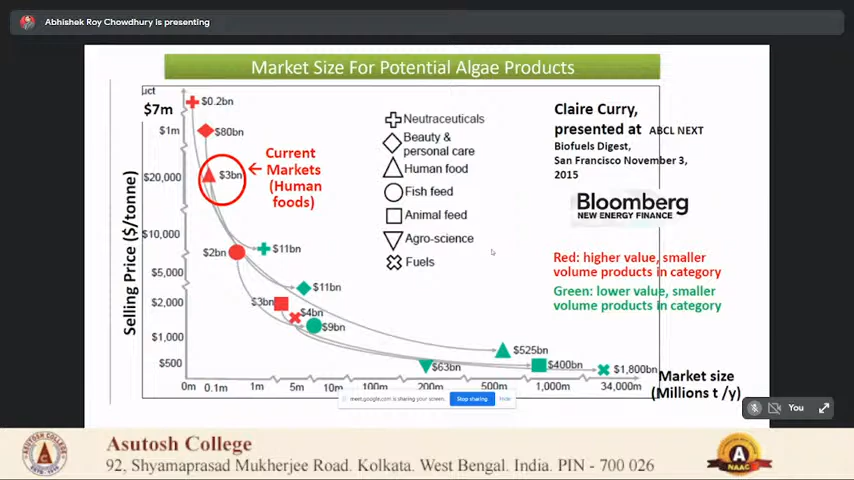 Abhishek Roy Chowdhury is presenting
Market Size For Potential Algae Products
uct
$7m
$1m
$20,000
$10,000
$5,000
$2,000
$1,000
$500
Selling Price ($/tonne)
$0.2bn
$80bn
$3bn
Current
Markets
(Human
foods)
$2bn
$11bn
$11bn
$3bn
$4bn
$9bn
$63bn
$525bn
$400bn
$1,800bn
Neutraceuticals
Beauty &
personal care
Human food
Fish feed
Animal feed
Agro-science
Fuels
Claire Curry,
presented at ABCL NEXT
Biofuels Digest,
San Francisco November 3,
2015
Bloomberg
NEW ENERGY FINANCE
Red: higher value, smaller
volume products in category
Green: lower value, smaller
volume products in category
0m 0.1m 1m 5m 10m 100m 200m 500m 1,000m 34,000m
Market size
(Millions t /y)
meet.google.com is sharing your screen.
Stop sharing
Hide
You
Asutosh College
92, Shyamaprasad Mukherjee Road. Kolkata. West Bengal. India. PIN - 700 026
A
NAAC